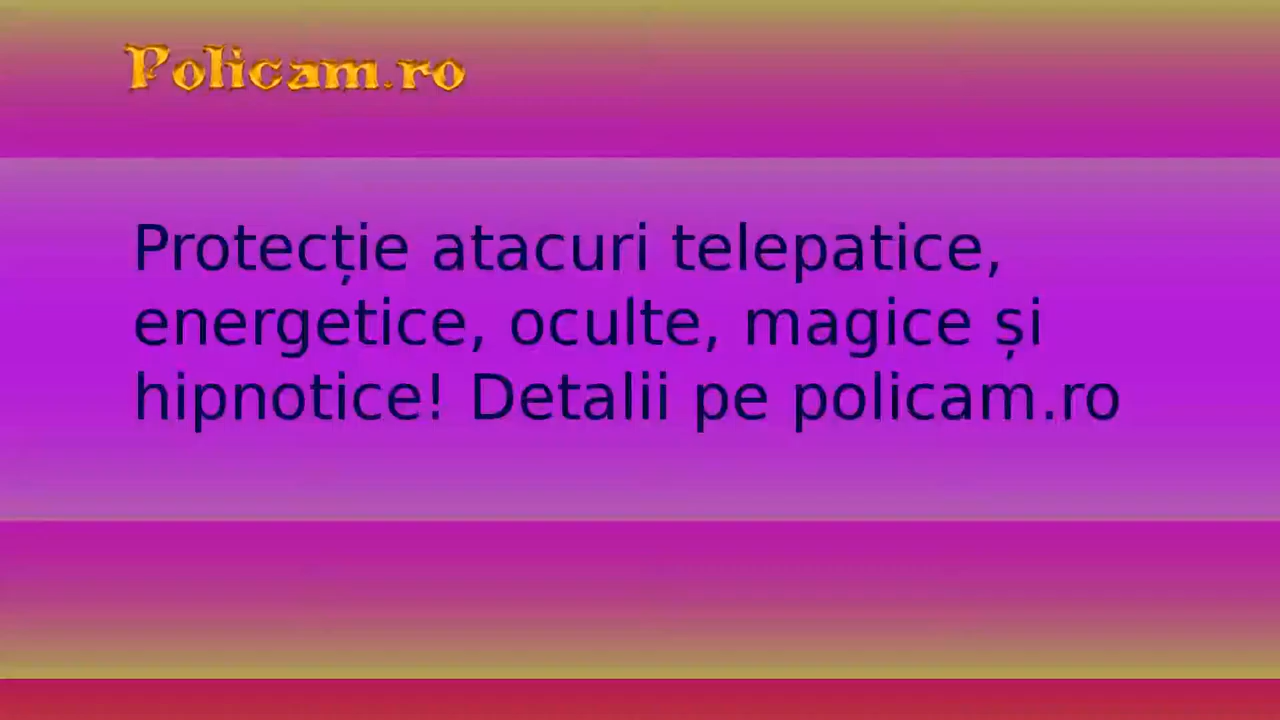 Policam.ro
Protecție atacuri telepatice,
energetice, oculte, magice și
hipnotice! Detalii pe policam.ro